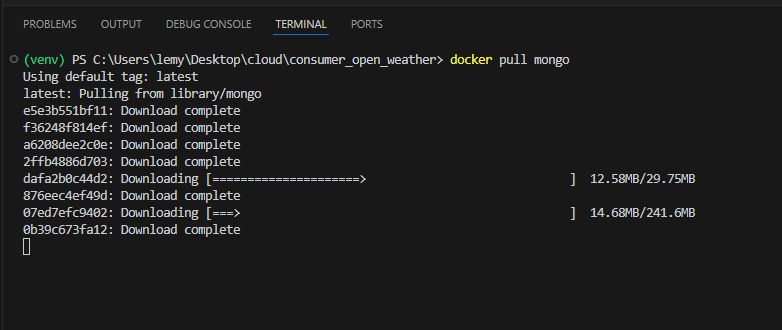 PROBLEMS OUTPUT DEBUG CONSOLE TERMINAL PORTS
(venv) PS C:\Users\lemy\Desktop\cloud\consumer_open_weather> docker pull mongo
Using default tag: latest
latest: Pulling from library/mongo
e5e3b551bf11: Download complete
f36248f814ef: Download complete
a6208dee2c0e: Download complete
2ffb4886d703: Download complete
dafa2b0c44d2: Downloading [=====================>                             ]  12.58MB/29.75MB
876eec4ef49d: Download complete
07ed7efc9402: Downloading [===>                                               ]  14.68MB/241.6MB
0b39c673fa12: Download complete